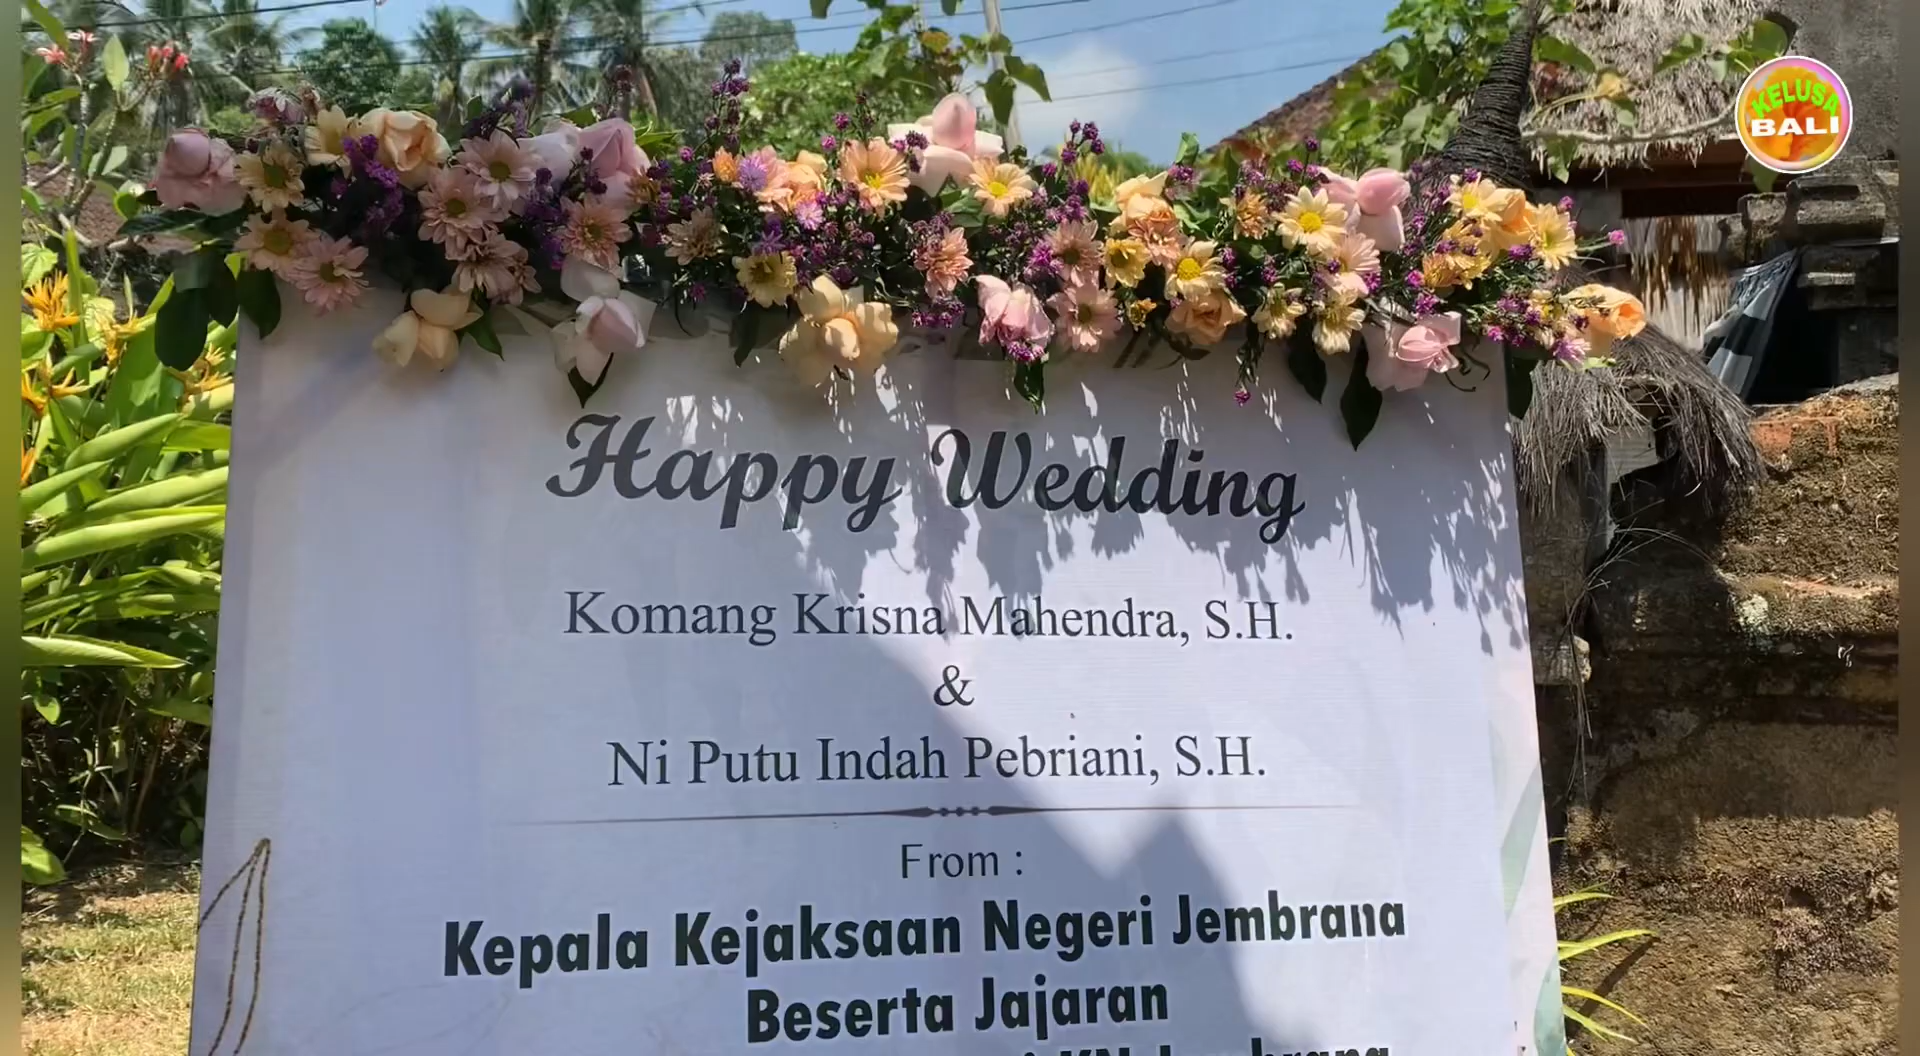 KELUSA
BALI
Happy Wedding
Komang Krisna Mahendra, S.H.
&
Ni Putu Indah Pebriani, S.H.
From :
Kepala Kejaksaan Negeri Jembrana
Beserta Jajaran